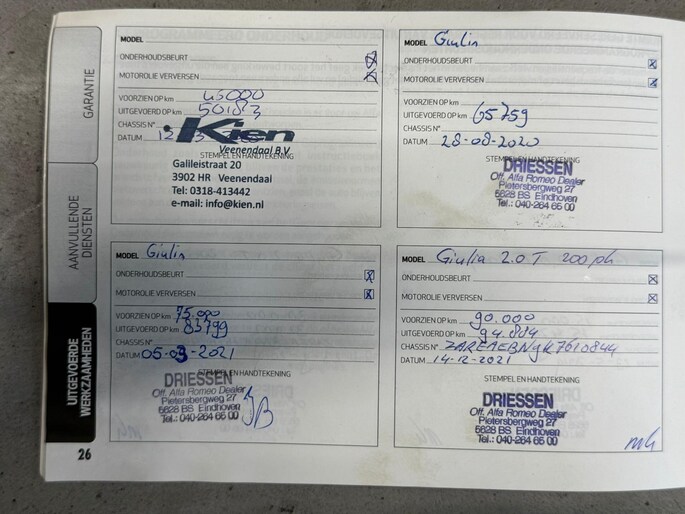 GARANTIE
AANVULLENDE
DIENSTEN
UITGEVOERDE
WERKZAAMHEDEN
MODEL
ONDERHOUDSBEURT
MOTOROLIE VERVERSEN
VOORZIEN OP km 45000
UITGEVOERD OP km 50183
CHASSIS N°
DATUM 12
Kien
Veenendaal B.V.
STEMPEL EN HANDTEKENING
Galileistraat 20
3902 HR Veenendaal
Tel: 0318-413442
e-mail: info@kien.nl
MODEL Giulia
ONDERHOUDSBEURT
MOTOROLIE VERVERSEN
VOORZIEN OP km
UITGEVOERD OP km 65759
CHASSIS N°
DATUM 28-08-2020
STEMPEL EN HANDTEKENING
DRIESSEN
Off. Alfa Romeo Dealer
Pietersbergweg 27
5628 BS Eindhoven
Tel.: 040-264 66 00
MODEL Giulia
ONDERHOUDSBEURT
MOTOROLIE VERVERSEN
VOORZIEN OP km 75.000
UITGEVOERD OP km 83799
CHASSIS N°
DATUM 05-03-2021
STEMPEL EN HANDTEKENING
DRIESSEN
Off. Alfa Romeo Dealer
Pietersbergweg 27
5628 BS Eindhoven
Tel.: 040-264 66 00
MODEL Giulia 2.0 T 200 pk
ONDERHOUDSBEURT
MOTOROLIE VERVERSEN
VOORZIEN OP km 90.000
UITGEVOERD OP km 94.884
CHASSIS N° ZAREAEBN9K7610844
DATUM 14-12-2021
STEMPEL EN HANDTEKENING
DRIESSEN
Off. Alfa Romeo Dealer
Pietersbergweg 27
5628 BS Eindhoven
Tel.: 040-264 66 00
26